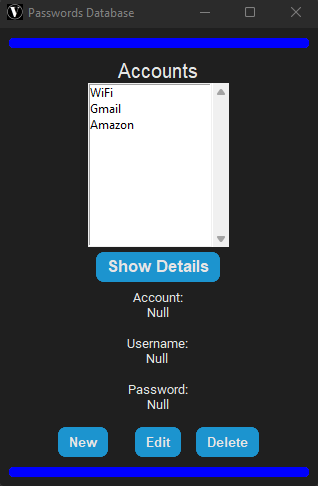 Passwords Database
Accounts
WiFi
Gmail
Amazon
Show Details
Account:
Null
Username:
Null
Password:
Null
New Edit Delete